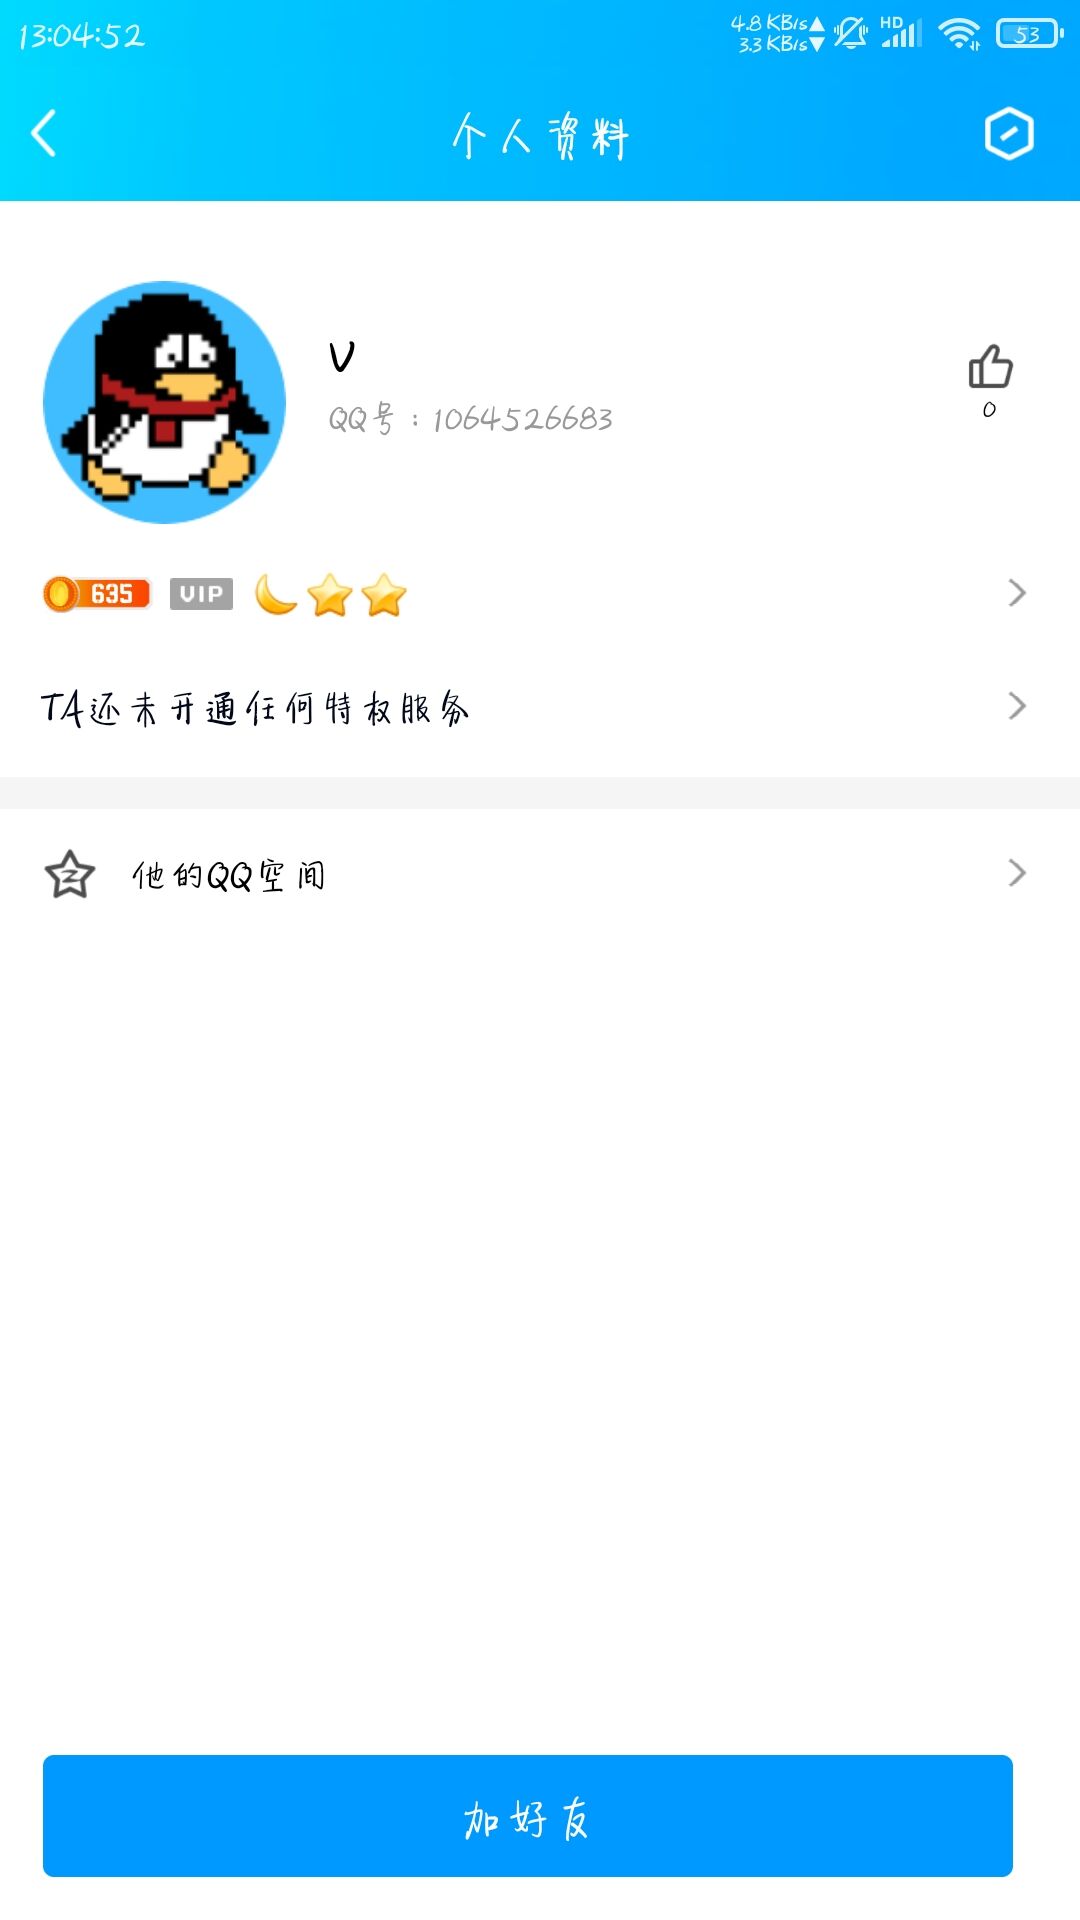 13:04:52
4.8 KB/s
3.3 KB/s
HD
53
个人资料
V
QQ号：1064526683
0
635
VIP
TA还未开通任何特权服务
他的QQ空间
加好友